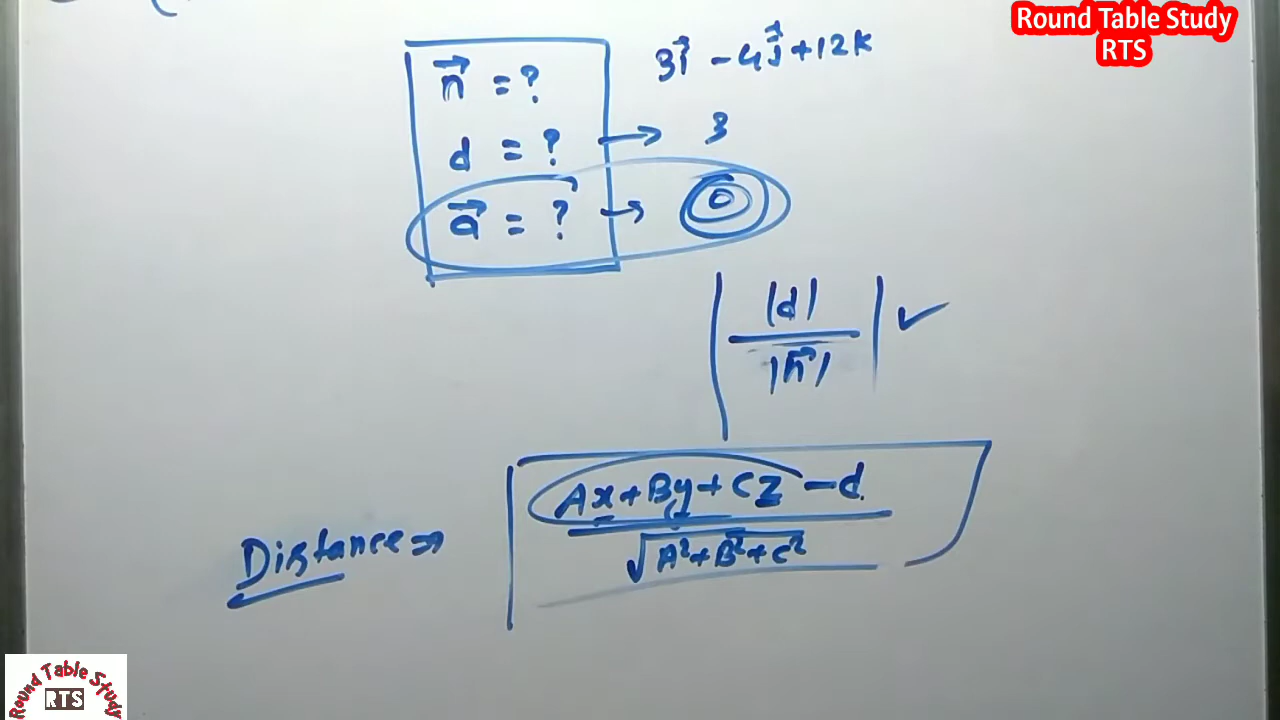 Round Table Study
RTS
n⃗ = ?
3i⃗ - 4j⃗ + 12k
d = ? → 3
a⃗ = ? → 0
| |d| / |n⃗| | ✓
Distance ⇒ | Ax + By + Cz - d / √A² + B² + C² |
Round Table Study
RTS